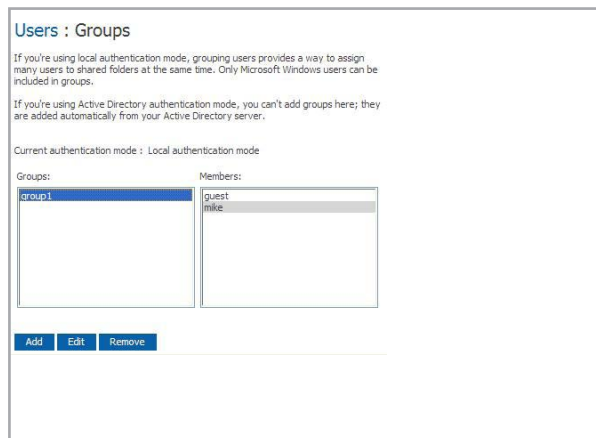 Users : Groups
If you're using local authentication mode, grouping users provides a way to assign
many users to shared folders at the same time. Only Microsoft Windows users can be
included in groups.
If you're using Active Directory authentication mode, you can't add groups here; they
are added automatically from your Active Directory server.
Current authentication mode : Local authentication mode
Groups: Members:
group1 guest
mike
Add Edit Remove